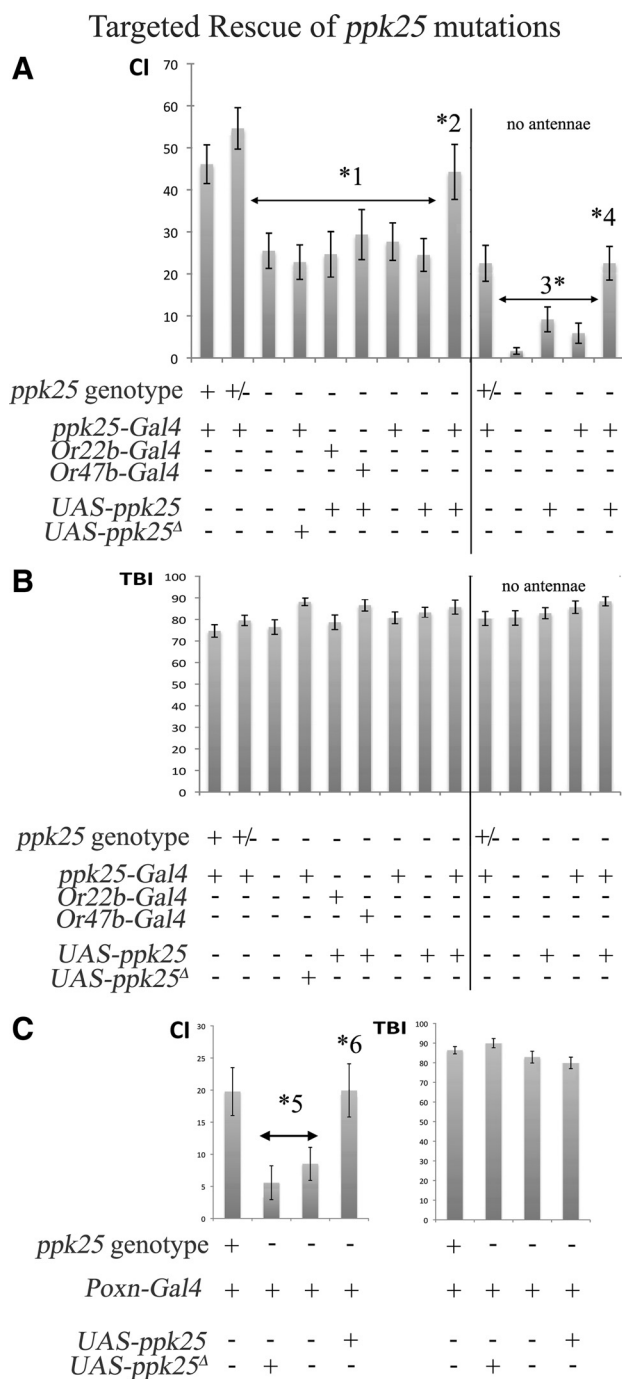 Targeted Rescue of ppk25 mutations
A
CI
70
60
50
40
30
20
10
0
*1
*2
no antennae
3*
*4
ppk25 genotype + +/- - - - - - - - +/- - - - -
ppk25-Gal4 + + - + - - + - + + - - + +
Or22b-Gal4 - - - - + - - - - - - - - -
Or47b-Gal4 - - - - - + - - - - - - - -
UAS-ppk25 - - - - + + - + + - - + - +
UAS-ppk25Δ - - - + - - - - - - - - - -
B
TBI
100
90
80
70
60
50
40
30
20
10
0
no antennae
ppk25 genotype + +/- - - - - - - - +/- - - - -
ppk25-Gal4 + + - + - - + - + + - - + +
Or22b-Gal4 - - - - + - - - - - - - - -
Or47b-Gal4 - - - - - + - - - - - - - -
UAS-ppk25 - - - - + + - + + - - + - +
UAS-ppk25Δ - - - + - - - - - - - - - -
C
CI
30
25
20
15
10
5
0
*5
*6
TBI
100
90
80
70
60
50
40
30
20
10
0
ppk25 genotype + - - - + - - -
Poxn-Gal4 + + + + + + + +
UAS-ppk25 - - - + - - - +
UAS-ppk25Δ - + - - - + - -